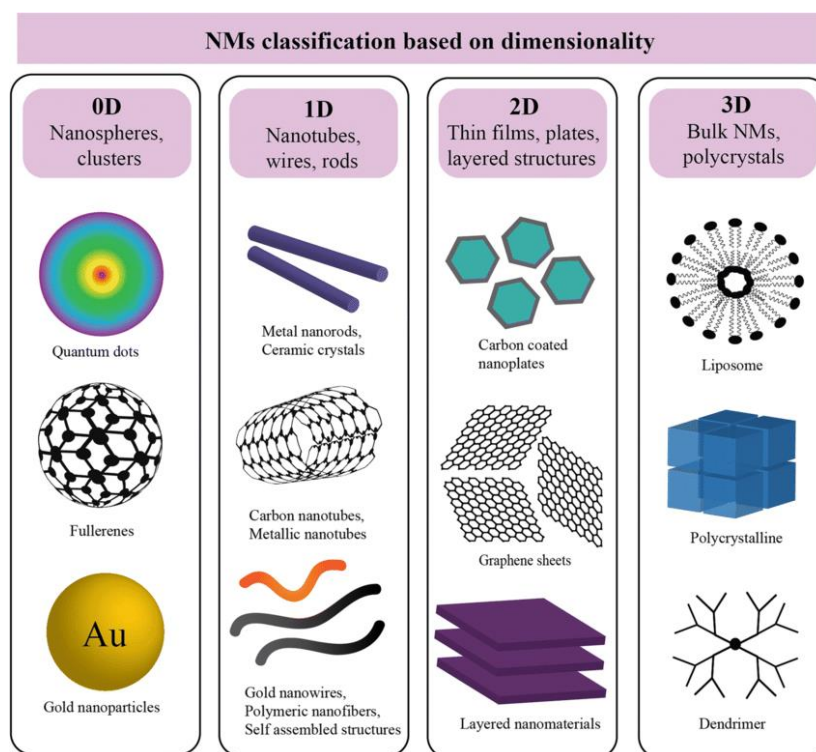 NMs classification based on dimensionality
0D
Nanospheres,
clusters
Quantum dots
Fullerenes
Au
Gold nanoparticles
1D
Nanotubes,
wires, rods
Metal nanorods,
Ceramic crystals
Carbon nanotubes,
Metallic nanotubes
Gold nanowires,
Polymeric nanofibers,
Self assembled structures
2D
Thin films, plates,
layered structures
Carbon coated
nanoplates
Graphene sheets
Layered nanomaterials
3D
Bulk NMs,
polycrystals
Liposome
Polycrystalline
Dendrimer